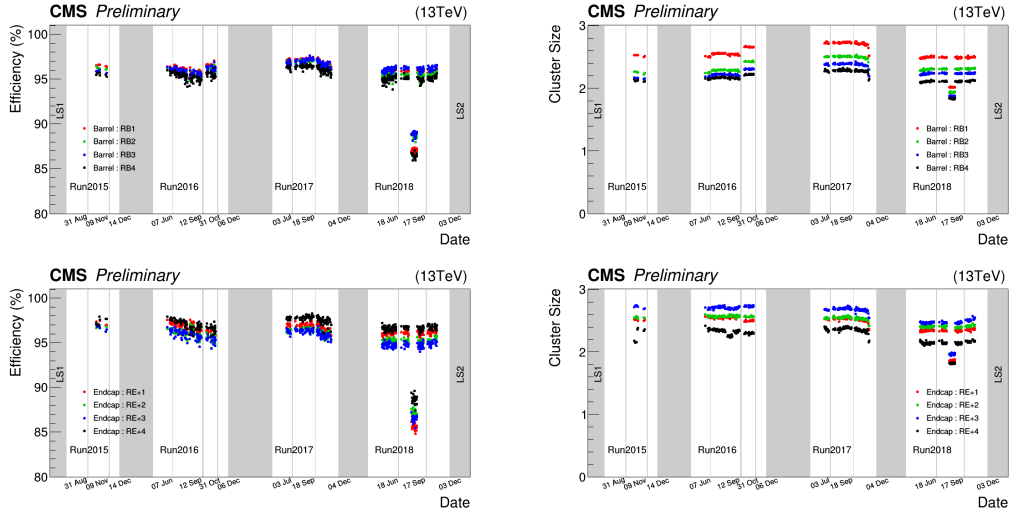 CMS Preliminary (13TeV)
Efficiency (%)
100
95
90
85
80
LS1
LS2
Barrel : RB1
Barrel : RB2
Barrel : RB3
Barrel : RB4
Run2015 Run2016 Run2017 Run2018
31 Aug 09 Nov 14 Dec 07 Jun 12 Sep 31 Oct 06 Dec 03 Jul 18 Sep 04 Dec 18 Jun 17 Sep 03 Dec
Date
CMS Preliminary (13TeV)
Cluster Size
3
2
1
0
LS1
LS2
Barrel : RB1
Barrel : RB2
Barrel : RB3
Barrel : RB4
Run2015 Run2016 Run2017 Run2018
31 Aug 09 Nov 14 Dec 07 Jun 12 Sep 31 Oct 06 Dec 03 Jul 18 Sep 04 Dec 18 Jun 17 Sep 03 Dec
Date
CMS Preliminary (13TeV)
Efficiency (%)
100
95
90
85
80
LS1
LS2
Endcap : RE+1
Endcap : RE+2
Endcap : RE+3
Endcap : RE+4
Run2015 Run2016 Run2017 Run2018
31 Aug 09 Nov 14 Dec 07 Jun 12 Sep 31 Oct 06 Dec 03 Jul 18 Sep 04 Dec 18 Jun 17 Sep 03 Dec
Date
CMS Preliminary (13TeV)
Cluster Size
3
2
1
0
LS1
LS2
Endcap : RE+1
Endcap : RE+2
Endcap : RE+3
Endcap : RE+4
Run2015 Run2016 Run2017 Run2018
31 Aug 09 Nov 14 Dec 07 Jun 12 Sep 31 Oct 06 Dec 03 Jul 18 Sep 04 Dec 18 Jun 17 Sep 03 Dec
Date